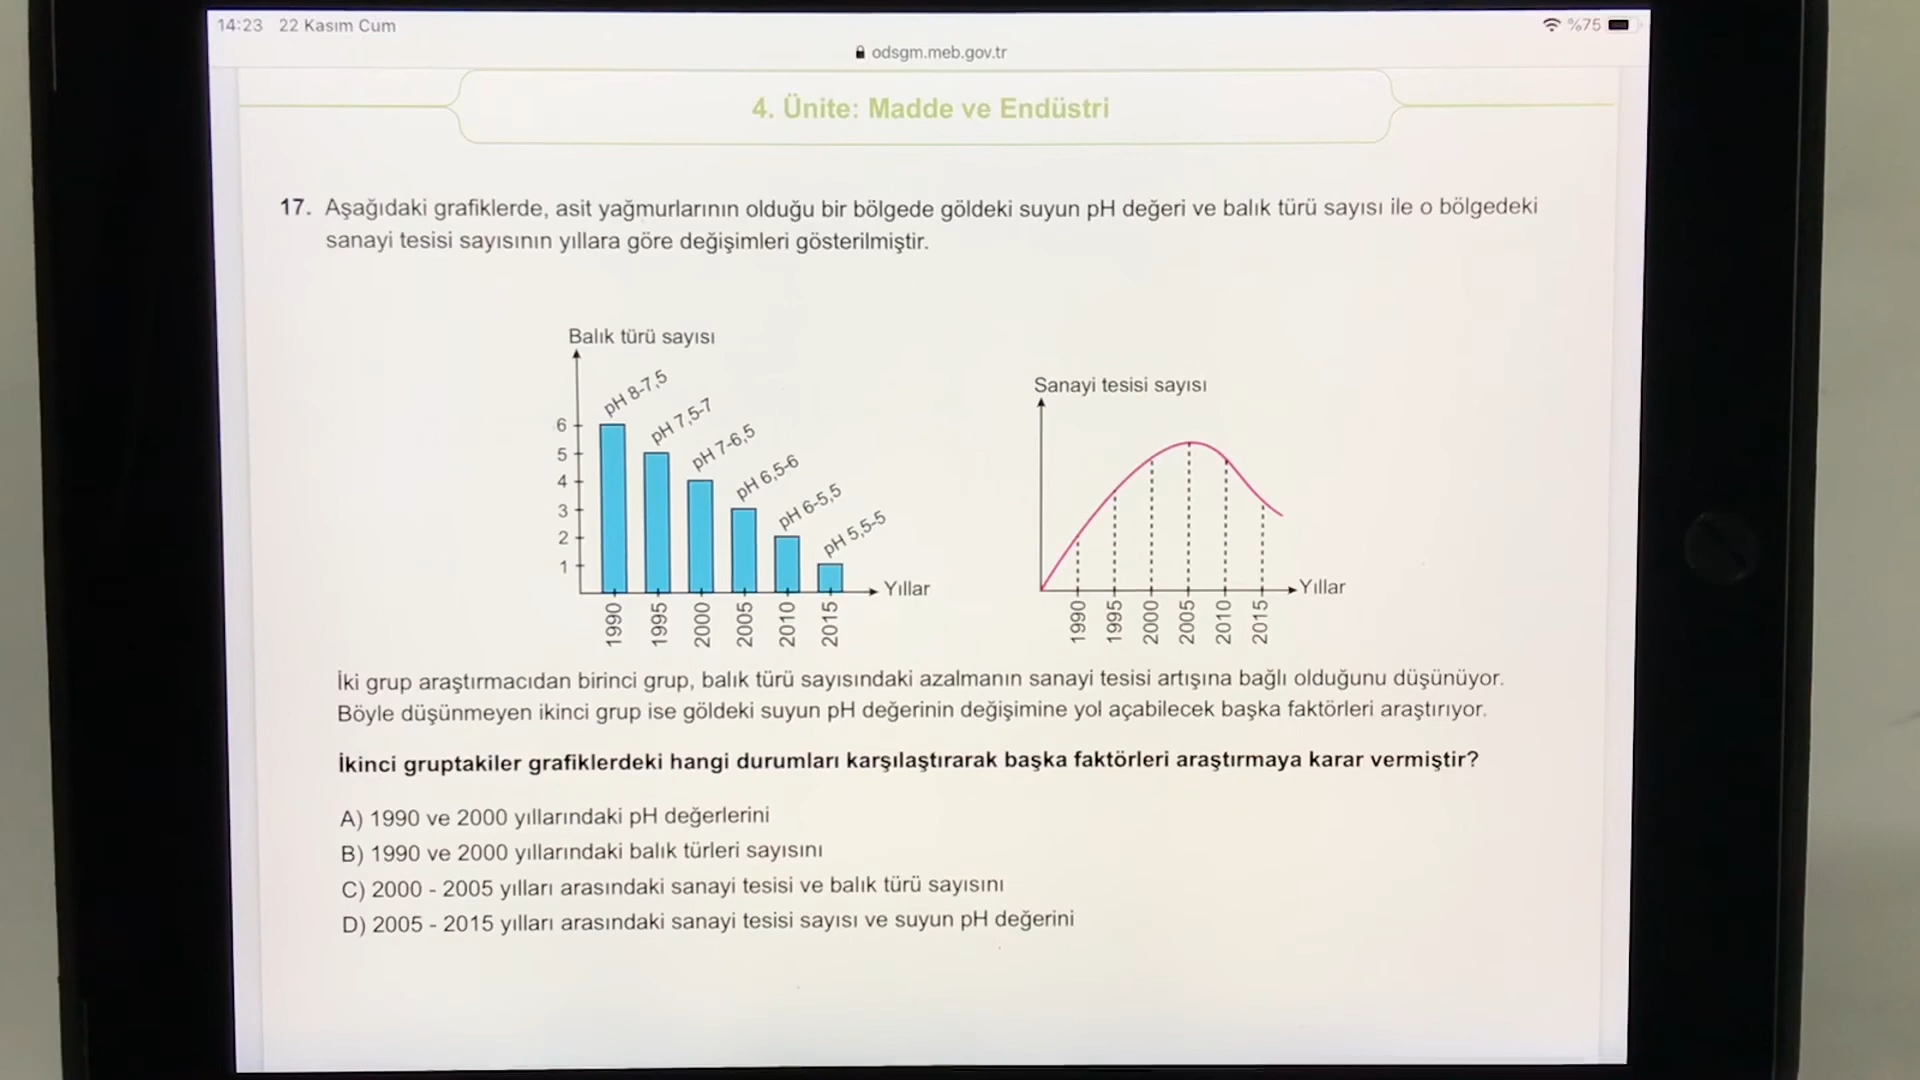 14:23 22 Kasım Cum
%75
odsgm.meb.gov.tr
4. Ünite: Madde ve Endüstri
17. Aşağıdaki grafiklerde, asit yağmurlarının olduğu bir bölgede göldeki suyun pH değeri ve balık türü sayısı ile o bölgedeki
sanayi tesisi sayısının yıllara göre değişimleri gösterilmiştir.
Balık türü sayısı
pH 8-7,5
pH 7,5-7
pH 7-6,5
pH 6,5-6
pH 6-5,5
pH 5,5-5
6
5
4
3
2
1
Yıllar
1990
1995
2000
2005
2010
2015
Sanayi tesisi sayısı
Yıllar
1990
1995
2000
2005
2010
2015
İki grup araştırmacıdan birinci grup, balık türü sayısındaki azalmanın sanayi tesisi artışına bağlı olduğunu düşünüyor.
Böyle düşünmeyen ikinci grup ise göldeki suyun pH değerinin değişimine yol açabilecek başka faktörleri araştırıyor.
İkinci gruptakiler grafiklerdeki hangi durumları karşılaştırarak başka faktörleri araştırmaya karar vermiştir?
A) 1990 ve 2000 yıllarındaki pH değerlerini
B) 1990 ve 2000 yıllarındaki balık türleri sayısını
C) 2000 - 2005 yılları arasındaki sanayi tesisi ve balık türü sayısını
D) 2005 - 2015 yılları arasındaki sanayi tesisi sayısı ve suyun pH değerini